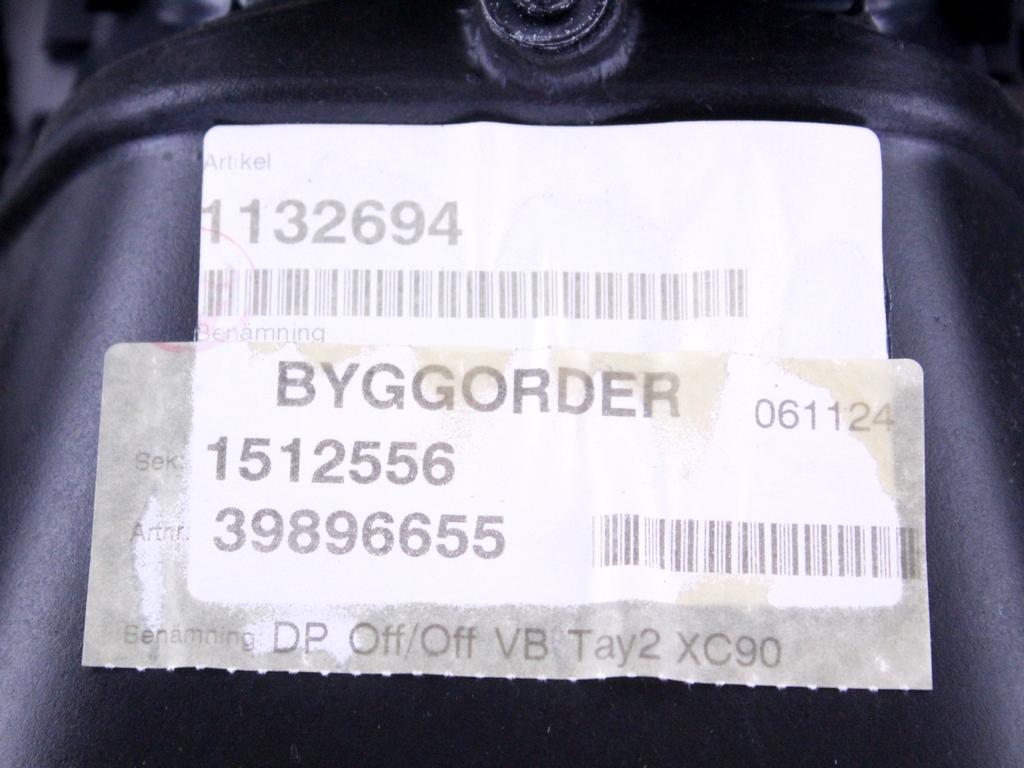 Artikel
1132694
Benämning
BYGGORDER 061124
Sek: 1512556
Artnr: 39896655
Benämning DP Off/Off VB Tay2 XC90